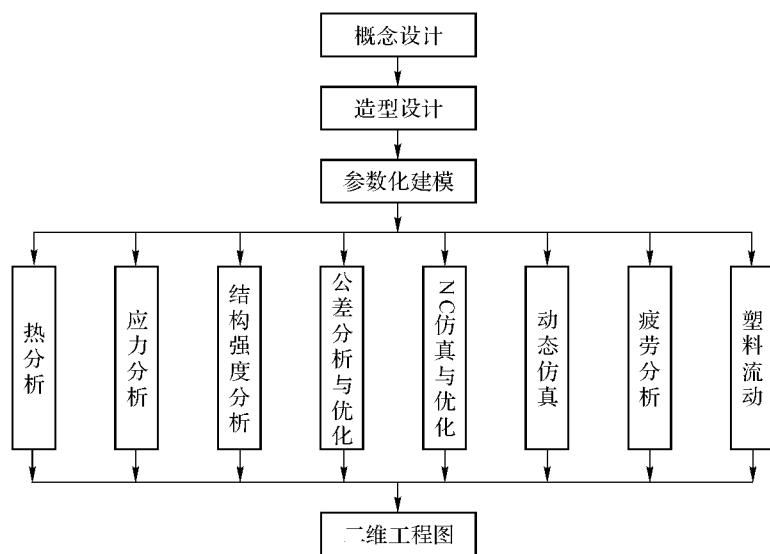 概念设计
造型设计
参数化建模
热分析
应力分析
结构强度分析
公差分析与优化
NC仿真与优化
动态仿真
疲劳分析
塑料流动
二维工程图